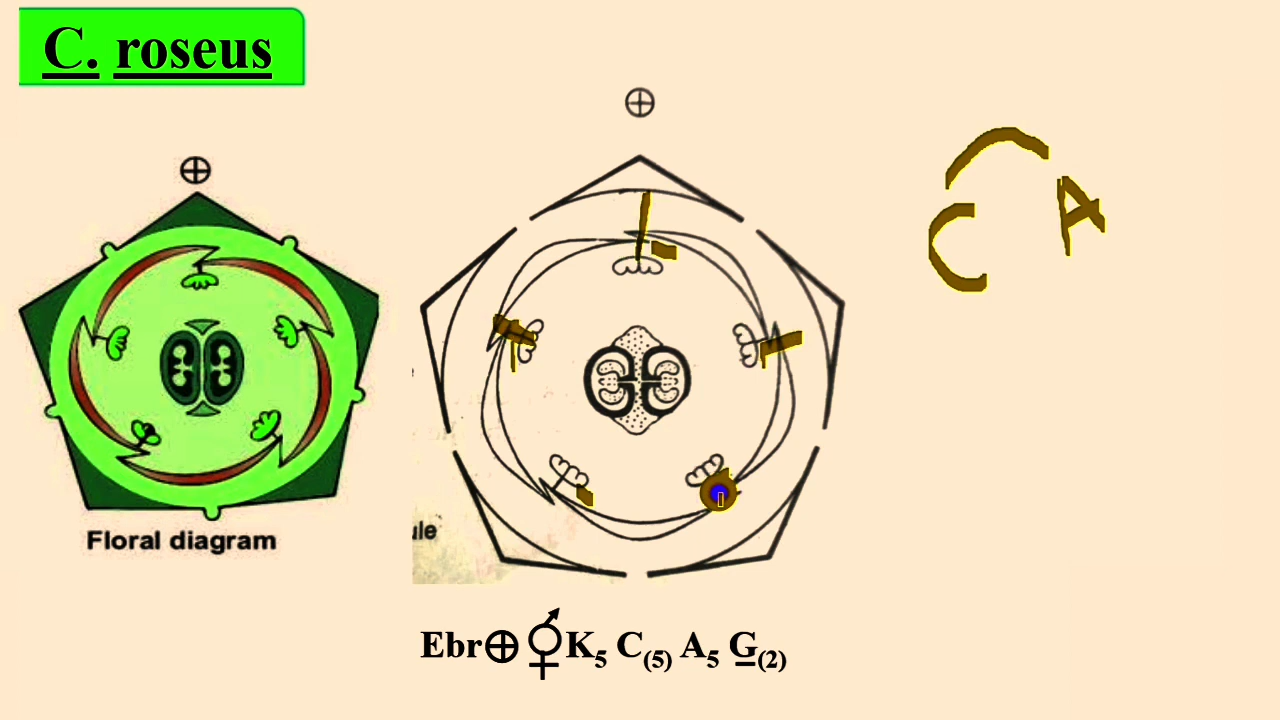 C. roseus
C A
ule
Floral diagram
Ebr⊕⚥K₅ C₍₅₎ A₅ G₍₂₎